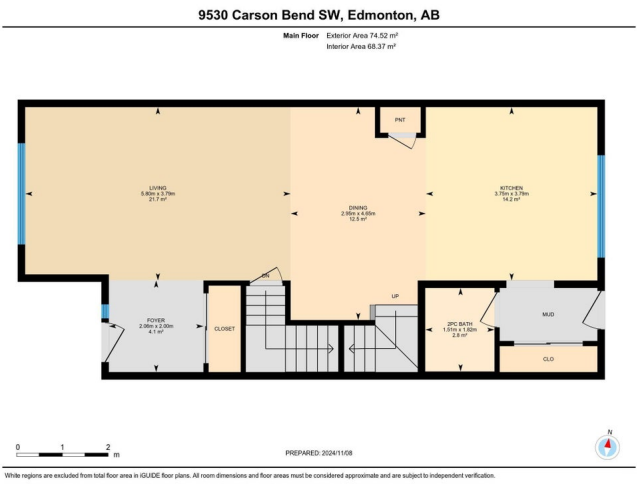 9530 Carson Bend SW, Edmonton, AB
Main Floor Exterior Area 74.52 m²
Interior Area 68.37 m²
PNT
LIVING
5.80m x 3.79m
21.7 m²
KITCHEN
3.75m x 3.79m
14.2 m²
DINING
2.95m x 4.65m
12.5 m²
DN
UP
FOYER
2.06m x 2.00m
4.1 m²
CLOSET
2PC BATH
1.51m x 1.82m
2.8 m²
MUD
CLO
0 1 2
m
PREPARED: 2024/11/08
N
White regions are excluded from total floor area in iGUIDE floor plans. All room dimensions and floor areas must be considered approximate and are subject to independent verification.